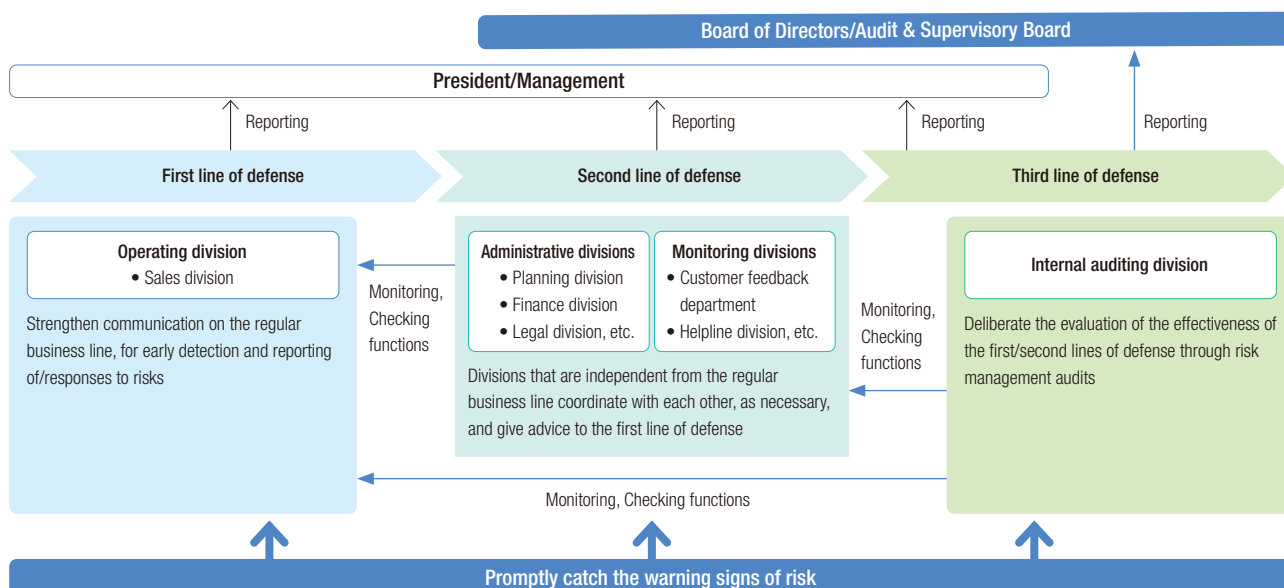 Board of Directors/Audit & Supervisory Board
President/Management
Reporting
Reporting
Reporting
Reporting
First line of defense
Second line of defense
Third line of defense
Operating division
• Sales division
Strengthen communication on the regular
business line, for early detection and reporting
of/responses to risks
Monitoring,
Checking
functions
Administrative divisions
• Planning division
• Finance division
• Legal division, etc.
Monitoring divisions
• Customer feedback
department
• Helpline division, etc.
Divisions that are independent from the regular
business line coordinate with each other, as necessary,
and give advice to the first line of defense
Monitoring,
Checking
functions
Internal auditing division
Deliberate the evaluation of the effectiveness of
the first/second lines of defense through risk
management audits
Monitoring, Checking functions
Promptly catch the warning signs of risk